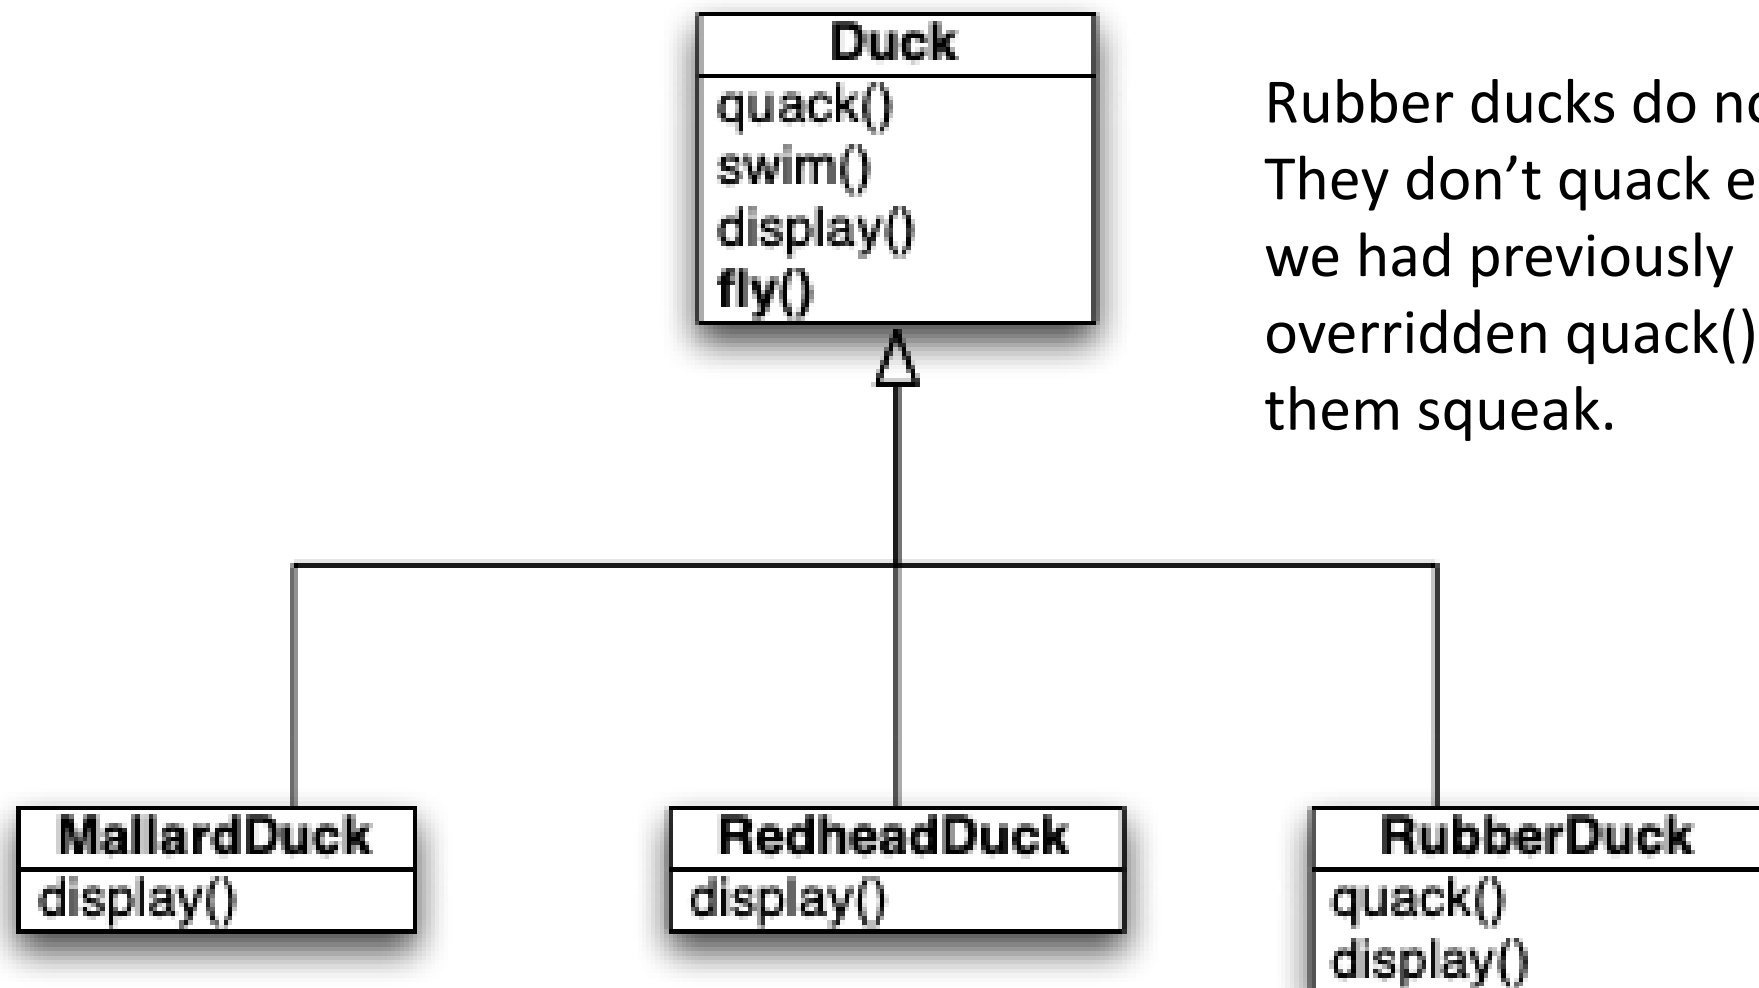 Duck
quack()
swim()
display()
fly()
Rubber ducks do
They don’t quack
we had previously
overridden quack()
them squeak.
MallardDuck
display()
RedheadDuck
display()
RubberDuck
quack()
display()